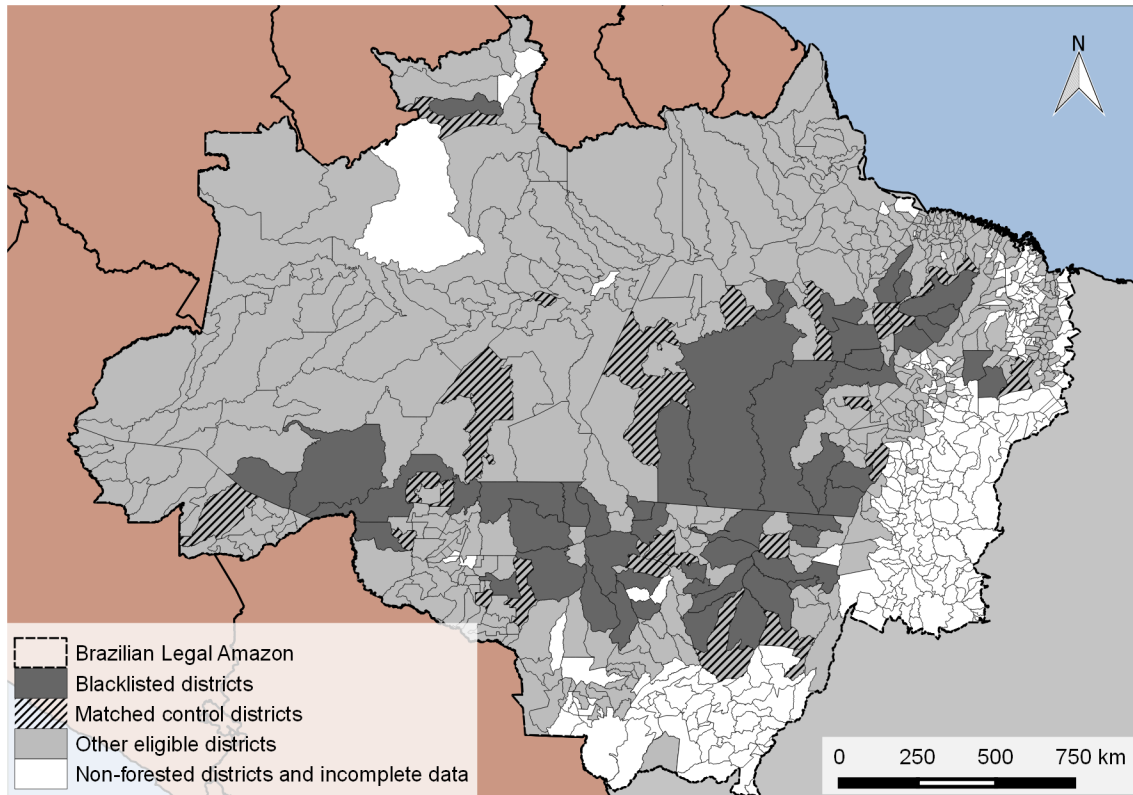 N
Brazilian Legal Amazon
Blacklisted districts
Matched control districts
Other eligible districts
Non-forested districts and incomplete data
0 250 500 750 km